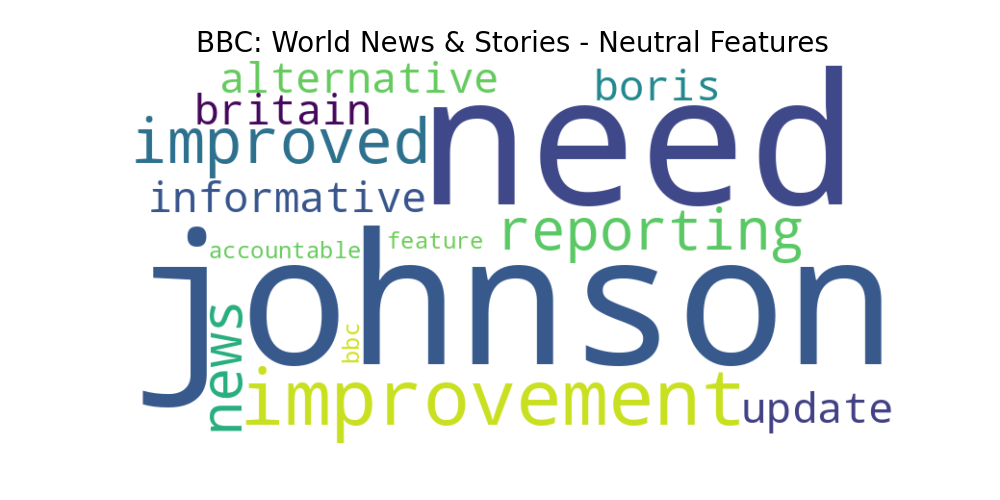 BBC: World News & Stories - Neutral Features
alternative
boris
need
britain
improved
informative
reporting
feature
accountable
johnson
news
bbc
improvement
update